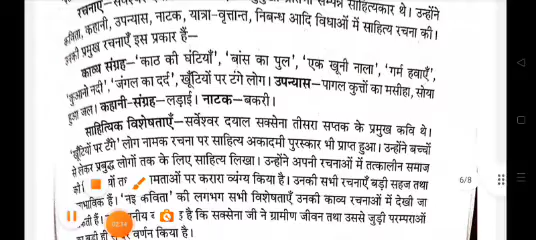 रचनाएँ—
साहित्यकार थे। उन्होंने
कविता, कहानी, उपन्यास, नाटक, यात्रा-वृत्तान्त, निबन्ध आदि विधाओं में साहित्य रचना की।
उनकी प्रमुख रचनाएँ इस प्रकार हैं—
काव्य संग्रह—‘काठ की घंटियाँ’, ‘बांस का पुल’, ‘एक खूनी नाला’, ‘गर्म हवाएँ’,
‘कुआनो नदी’, ‘जंगल का दर्द’, खूँटियों पर टंगे लोग। उपन्यास—पागल कुत्तों का मसीहा, सोया
हुआ जल। कहानी-संग्रह—लड़ाई। नाटक—बकरी।
साहित्यिक विशेषताएँ—सर्वेश्वर दयाल सक्सेना तीसरा सप्तक के प्रमुख कवि थे।
‘खूँटियों पर टँगे’ लोग नामक रचना पर साहित्य अकादमी पुरस्कार भी प्राप्त हुआ। उन्होंने बच्चों
से लेकर प्रबुद्ध लोगों तक के लिए साहित्य लिखा। उन्होंने अपनी रचनाओं में तत्कालीन समाज
पर करारा व्यंग्य किया है। उनकी सभी रचनाएँ बड़ी सहज तथा
6/8
‘नइ कविता’ की लगभग सभी विशेषताएँ उनकी काव्य रचनाओं में देखी जा
है कि सक्सेना जी ने ग्रामीण जीवन तथा उससे जुड़ी परम्पराओं
वर्णन किया है।